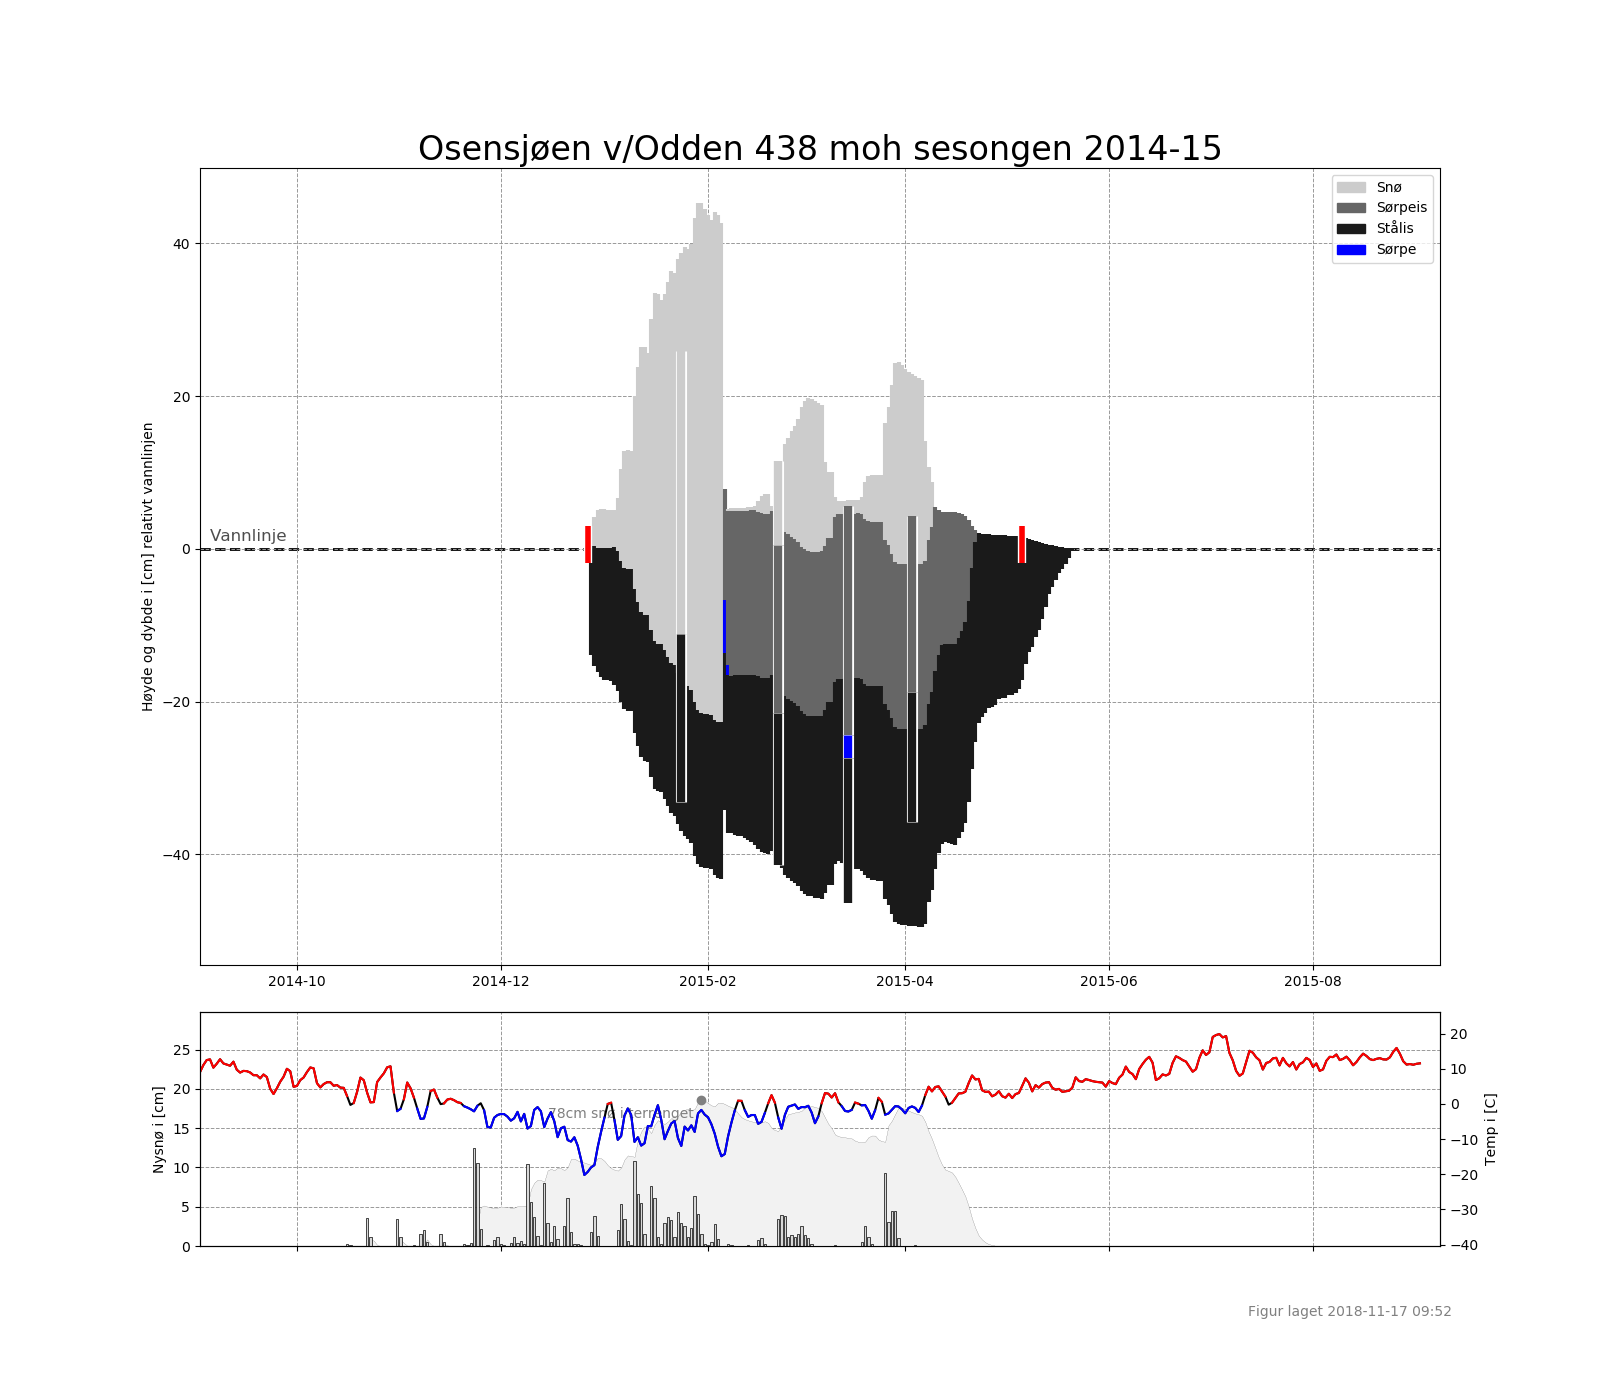 Osensjøen v/Odden 438 moh sesongen 2014-15
Snø
Sørpeis
Stålis
Sørpe
Høyde og dybde i [cm] relativt vannlinjen
40
20
0
−20
−40
Vannlinje
2014-10
2014-12
2015-02
2015-04
2015-06
2015-08
Nysnø i [cm]
25
20
15
10
5
0
78cm snø i terrenget
20
10
0
−10
−20
−30
−40
Temp i [C]
Figur laget 2018-11-17 09:52